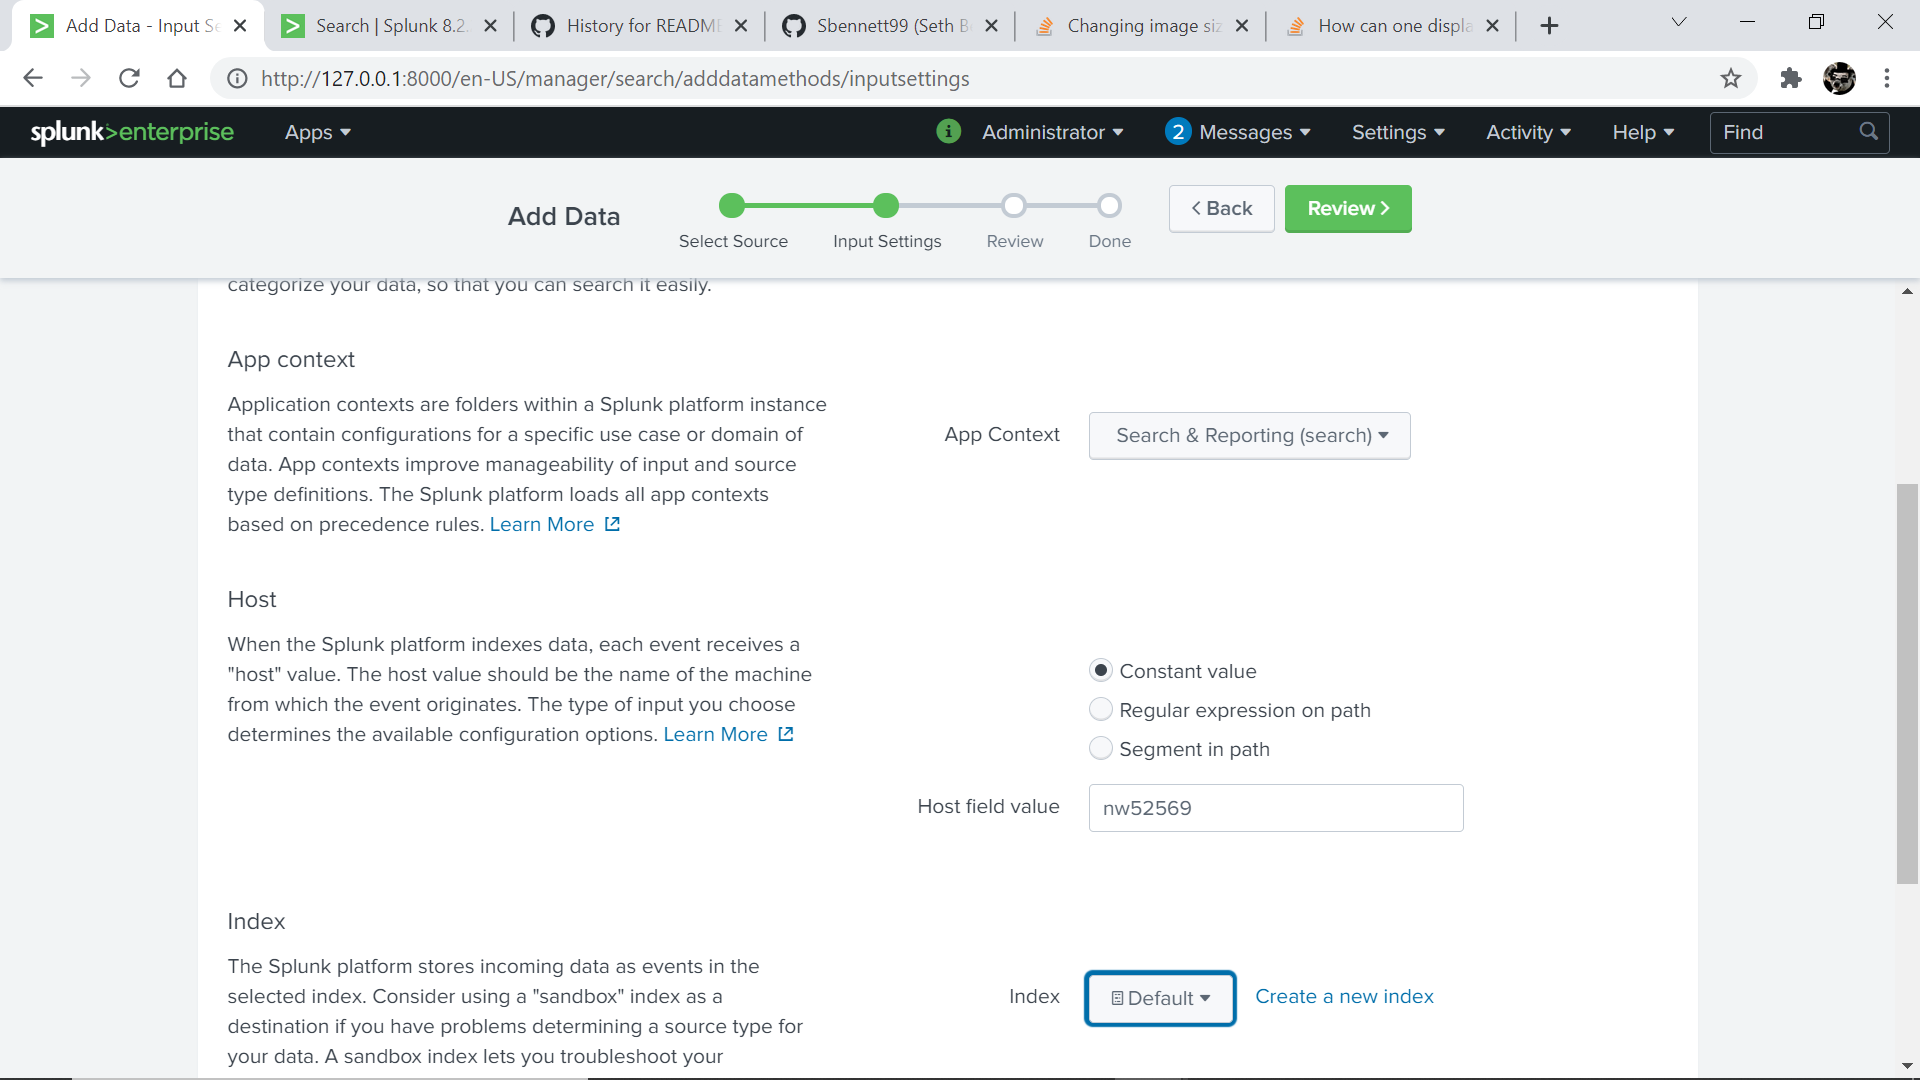 Add Data - Input Se
Search | Splunk 8.2.
History for README
Sbennett99 (Seth Be
Changing image siz
How can one displa
http://127.0.0.1:8000/en-US/manager/search/adddatamethods/inputsettings
splunk>enterprise
Apps
i
Administrator
2
Messages
Settings
Activity
Help
Find
Add Data
Select Source
Input Settings
Review
Done
< Back
Review >
categorize your data, so that you can search it easily.
App context
Application contexts are folders within a Splunk platform instance
that contain configurations for a specific use case or domain of
data. App contexts improve manageability of input and source
type definitions. The Splunk platform loads all app contexts
based on precedence rules. Learn More
App Context
Search & Reporting (search)
Host
When the Splunk platform indexes data, each event receives a
"host" value. The host value should be the name of the machine
from which the event originates. The type of input you choose
determines the available configuration options. Learn More
Constant value
Regular expression on path
Segment in path
Host field value
nw52569
Index
The Splunk platform stores incoming data as events in the
selected index. Consider using a "sandbox" index as a
destination if you have problems determining a source type for
your data. A sandbox index lets you troubleshoot your
Index
Default
Create a new index